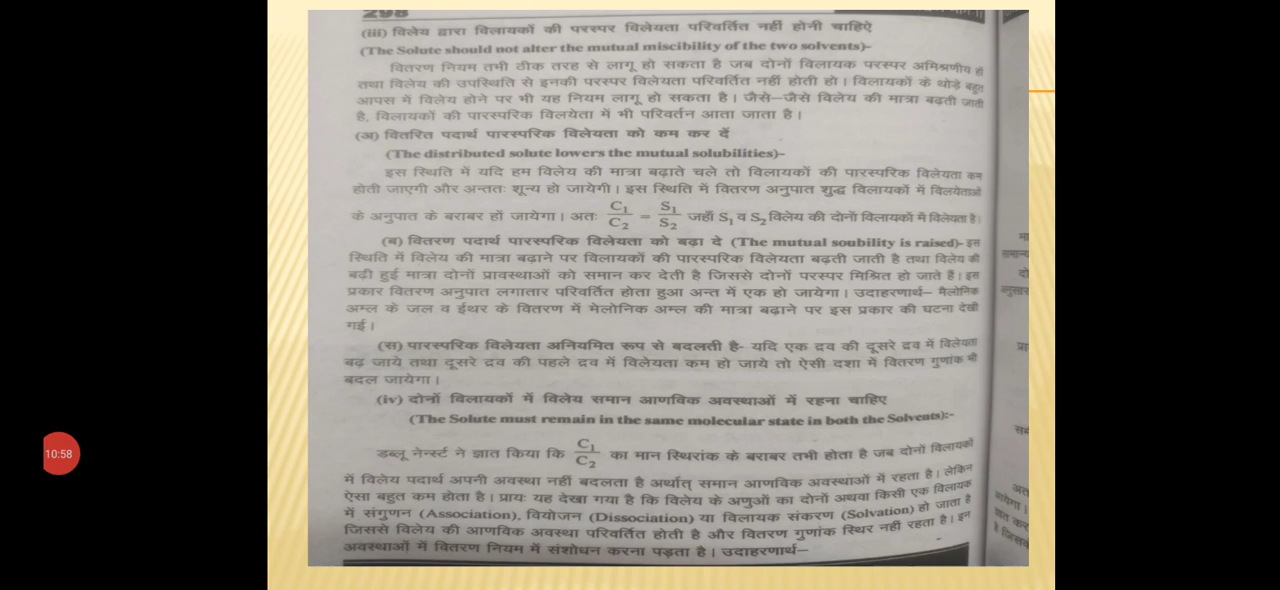 298
(iii) विलेय द्वारा विलायकों की परस्पर विलेयता परिवर्तित नहीं होनी चाहिऐ
(The Solute should not alter the mutual miscibility of the two solvents)-
वितरण नियम तभी ठीक तरह से लागू हो सकता है जब दोनों विलायक परस्पर अमिश्रणीय हों
तथा विलेय की उपस्थिति से इनकी परस्पर विलेयता परिवर्तित नहीं होती हो। विलायकों के थोड़े बहुत
आपस में विलेय होने पर भी यह नियम लागू हो सकता है। जैसे-जैसे विलेय की मात्रा बढ़ती जाती
है, विलायकों की पारस्परिक विलयेता में भी परिवर्तन आता जाता है।
(अ) वितरित पदार्थ पारस्परिक विलेयता को कम कर दें
(The distributed solute lowers the mutual solubilities)-
इस स्थिति में यदि हम विलेय की मात्रा बढ़ाते चले तो विलायकों की पारस्परिक विलेयता कम
होती जाएगी और अन्ततः शून्य हो जायेगी। इस स्थिति में वितरण अनुपात शुद्ध विलायकों में विलयेताओं
के अनुपात के बराबर हों जायेगा। अतः C₁/C₂ = S₁/S₂ जहाँ S₁ व S₂ विलेय की दोनों विलायकों में विलेयता है।
(ब) वितरण पदार्थ पारस्परिक विलेयता को बढ़ा दे (The mutual soubility is raised)- इस
स्थिति में विलेय की मात्रा बढ़ाने पर विलायकों की पारस्परिक विलेयता बढ़ती जाती है तथा विलेय की
बढी हुई मात्रा दोनों प्रावस्थाओं को समान कर देती है जिससे दोनों परस्पर मिश्रित हो जाते हैं। इस
प्रकार वितरण अनुपात लगातार परिवर्तित होता हुआ अन्त में एक हो जायेगा। उदाहरणार्थ- मैलोनिक
अम्ल के जल व ईथर के वितरण में मेलोनिक अम्ल की मात्रा बढ़ाने पर इस प्रकार की घटना देखी
गई।
(स) पारस्परिक विलेयता अनियमित रूप से बदलती है- यदि एक द्रव की दूसरे द्रव में विलेयता
बढ़ जाये तथा दूसरे द्रव की पहले द्रव में विलेयता कम हो जाये तो ऐसी दशा में वितरण गुणांक भी
बदल जायेगा।
(iv) दोनों विलायकों में विलेय समान आणविक अवस्थाओं में रहना चाहिए
(The Solute must remain in the same molecular state in both the Solvents):-
डब्लू नेर्न्स्ट ने ज्ञात किया कि C₁/C₂ का मान स्थिरांक के बराबर तभी होता है जब दोनों विलायकों
में विलेय पदार्थ अपनी अवस्था नहीं बदलता है अर्थात् समान आणविक अवस्थाओं में रहता है। लेकिन
ऐसा बहुत कम होता है। प्रायः यह देखा गया है कि विलेय के अणुओं का दोनों अथवा किसी एक विलायक
में संगुणन (Association), वियोजन (Dissociation) या विलायक संकरण (Solvation) हो जाता है
जिससे विलेय की आणविक अवस्था परिवर्तित होती है और वितरण गुणांक स्थिर नहीं रहता है। इन
अवस्थाओं में वितरण नियम में संशोधन करना पड़ता है। उदाहरणार्थ-
10:58